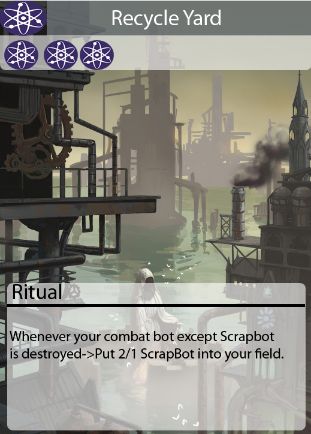 Recycle Yard
Ritual
Whenever your combat bot except Scrapbot
is destroyed->Put 2/1 ScrapBot into your field.